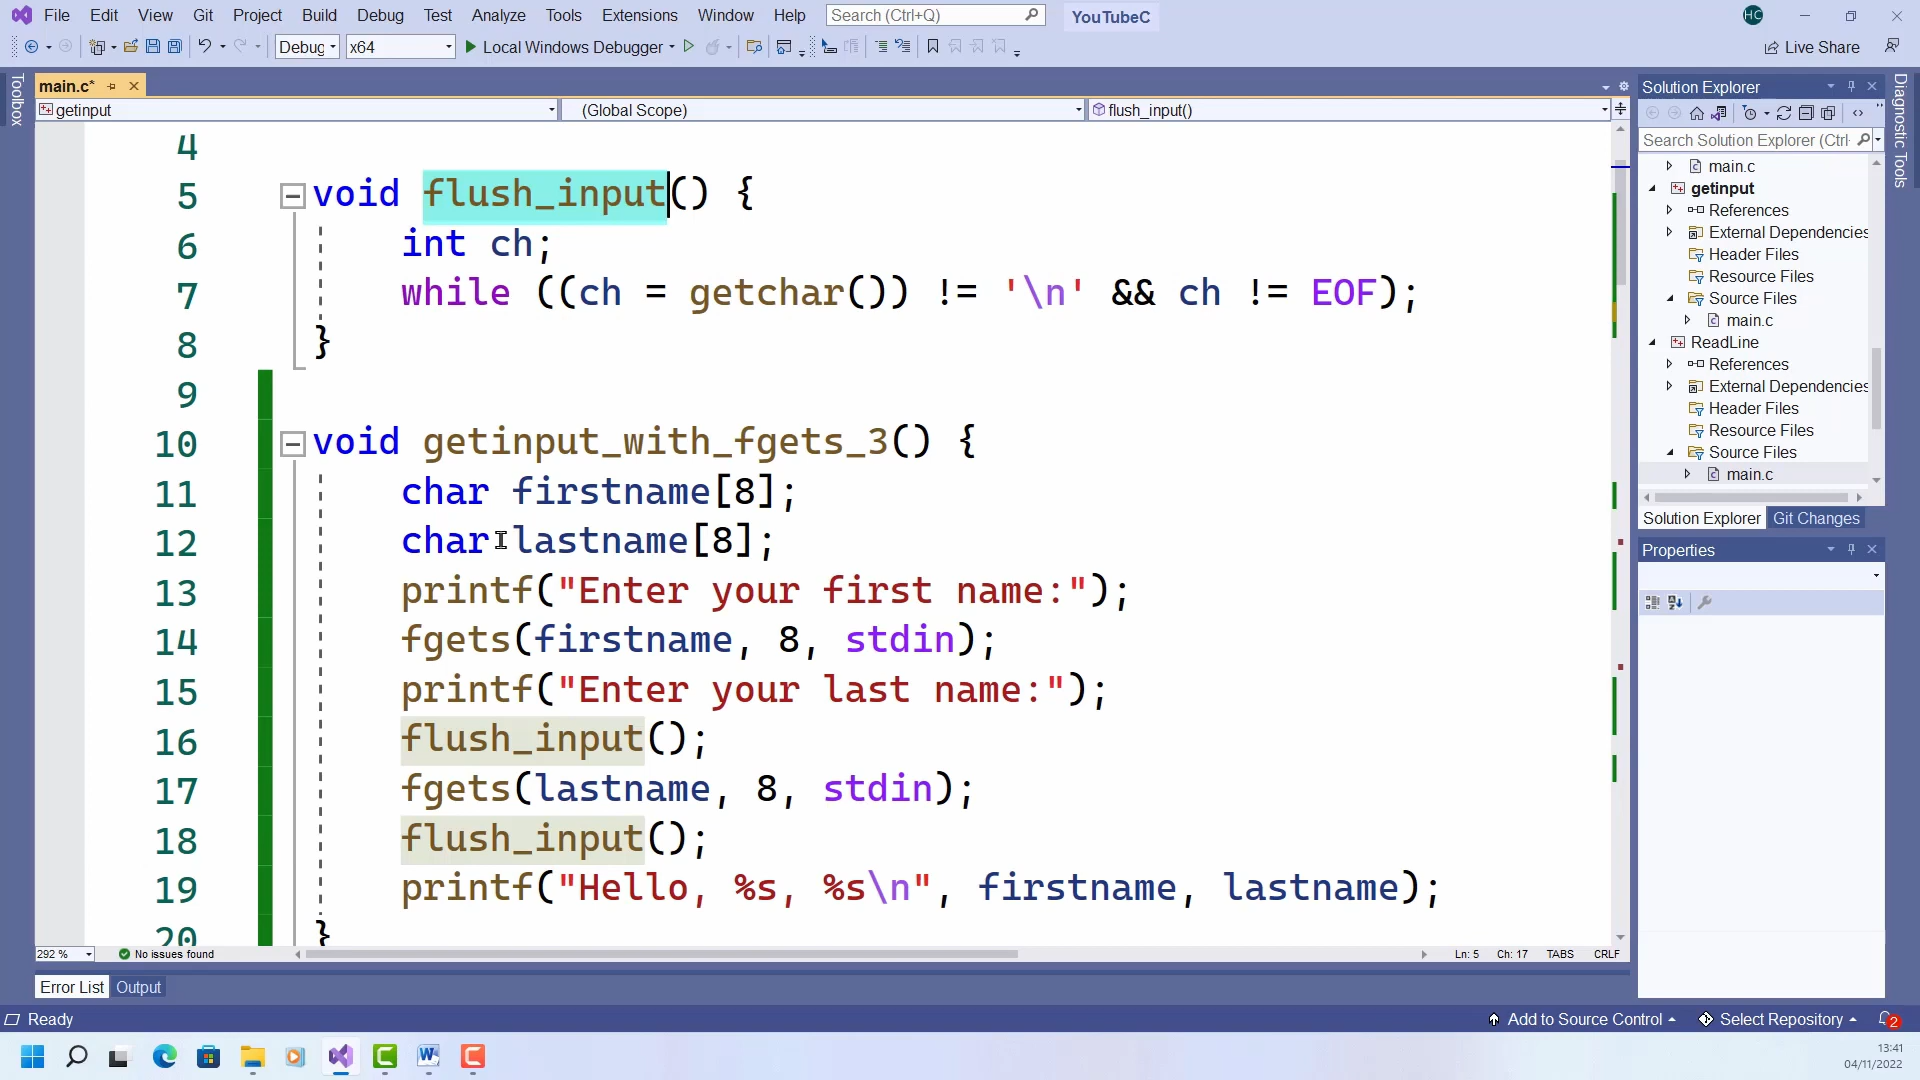 File Edit View Git Project Build Debug Test Analyze Tools Extensions Window Help Search (Ctrl+Q) YouTubeC HC
Debug x64 Local Windows Debugger Live Share
Toolbox
main.c*
getinput (Global Scope) flush_input()
4
5 void flush_input() {
6 int ch;
7 while ((ch = getchar()) != '\n' && ch != EOF);
8 }
9
10 void getinput_with_fgets_3() {
11 char firstname[8];
12 char lastname[8];
13 printf("Enter your first name:");
14 fgets(firstname, 8, stdin);
15 printf("Enter your last name:");
16 flush_input();
17 fgets(lastname, 8, stdin);
18 flush_input();
19 printf("Hello, %s, %s\n", firstname, lastname);
20 }
292 % No issues found Ln: 5 Ch: 17 TABS CRLF
Error List Output
Solution Explorer
Search Solution Explorer (Ctrl
main.c
getinput
References
External Dependencies
Header Files
Resource Files
Source Files
main.c
ReadLine
References
External Dependencies
Header Files
Resource Files
Source Files
main.c
Solution Explorer Git Changes
Properties
Diagnostic Tools
Ready Add to Source Control Select Repository 2
13:41
04/11/2022